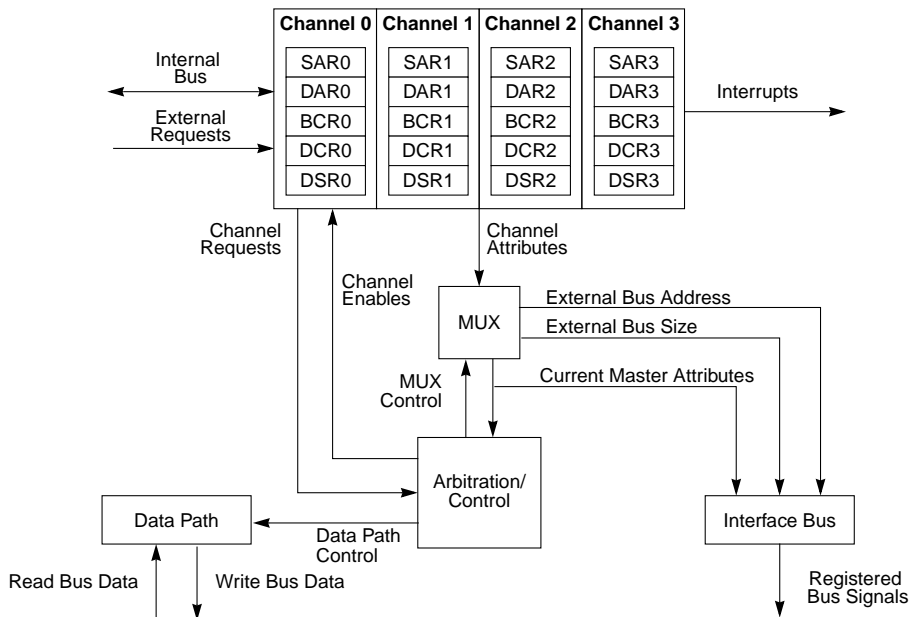 Channel 0 Channel 1 Channel 2 Channel 3
SAR0 SAR1 SAR2 SAR3
DAR0 DAR1 DAR2 DAR3
BCR0 BCR1 BCR2 BCR3
DCR0 DCR1 DCR2 DCR3
DSR0 DSR1 DSR2 DSR3
Internal
Bus
External
Requests
Interrupts
Channel
Requests
Channel
Enables
Channel
Attributes
MUX
External Bus Address
External Bus Size
Current Master Attributes
MUX
Control
Arbitration/
Control
Data Path
Data Path
Control
Interface Bus
Read Bus Data
Write Bus Data
Registered
Bus Signals